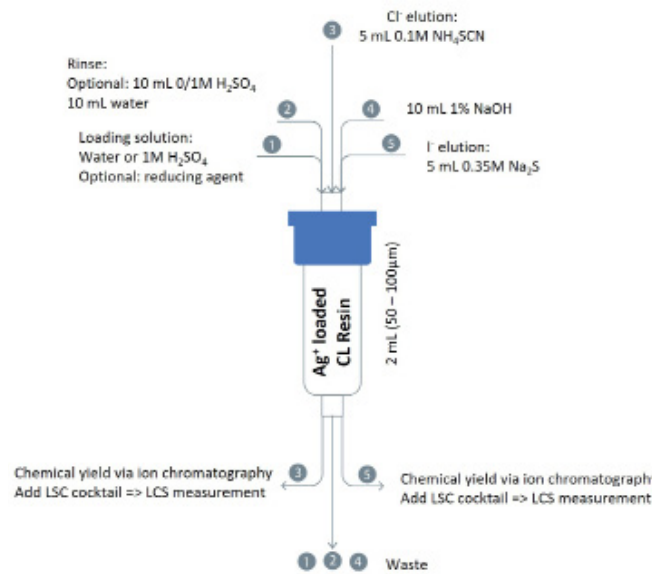 Cl⁻ elution:
③
5 mL 0.1M NH₄SCN
Rinse:
Optional: 10 mL 0/1M H₂SO₄
10 mL water
②
④
10 mL 1% NaOH
Loading solution:
Water or 1M H₂SO₄
Optional: reducing agent
①
⑤
I⁻ elution:
5 mL 0.35M Na₂S
Ag⁺ loaded
CL Resin
2 mL (50 – 100µm)
Chemical yield via ion chromatography
Add LSC cocktail => LCS measurement
③
⑤
Chemical yield via ion chromatography
Add LSC cocktail => LCS measurement
① ② ④ Waste